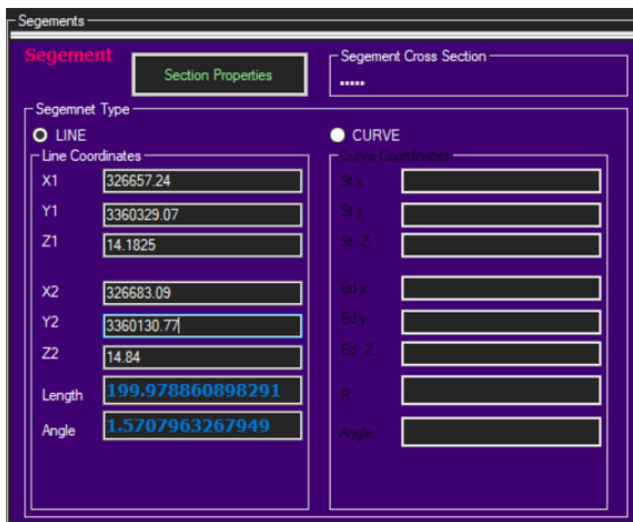 Segements
Segement
Section Properties
Segement Cross Section
.....
Segemnet Type
LINE
CURVE
Line Coordinates
Curve Coordinates
X1 326657.24
St x
Y1 3360329.07
St y
Z1 14.1825
St Z
X2 326683.09
Ed x
Y2 3360130.77
Ed y
Z2 14.84
Ed Z
Length 199.978860898291
R
Angle 1.5707963267949
Angle